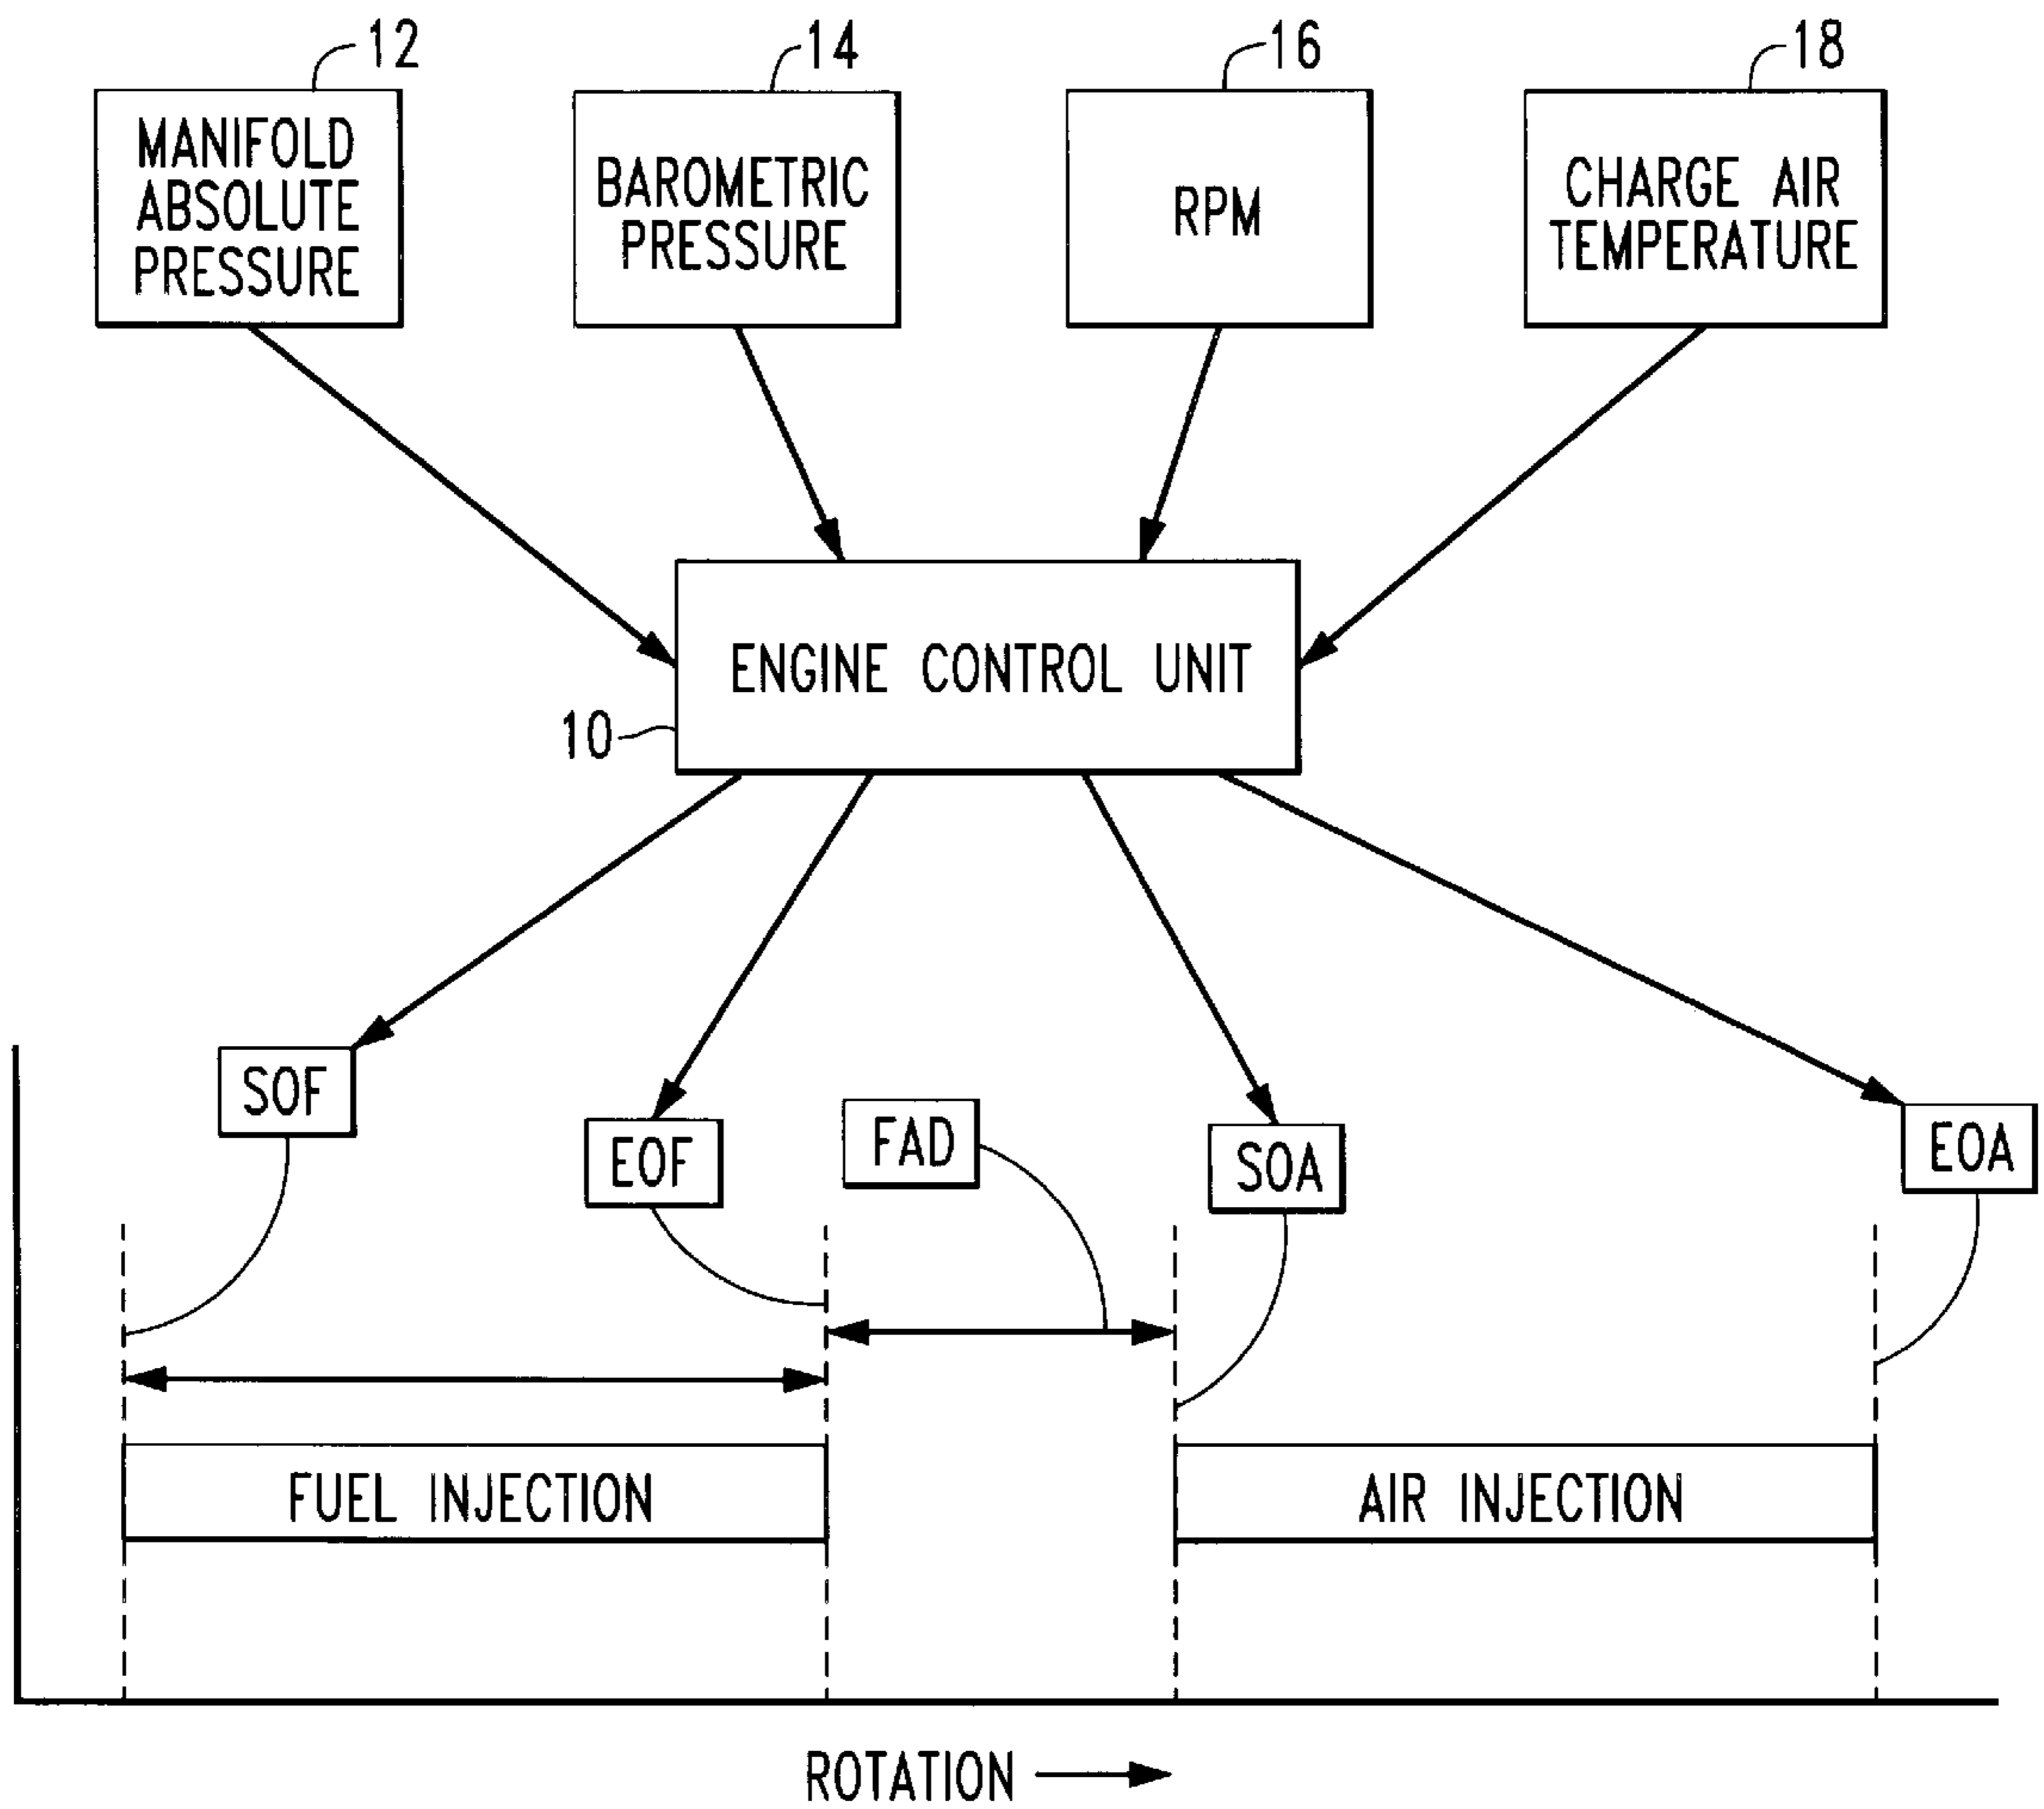 12
14
16
18
MANIFOLD
ABSOLUTE
PRESSURE
BAROMETRIC
PRESSURE
RPM
CHARGE AIR
TEMPERATURE
ENGINE CONTROL UNIT
10
SOF
EOF
FAD
SOA
EOA
FUEL INJECTION
AIR INJECTION
ROTATION